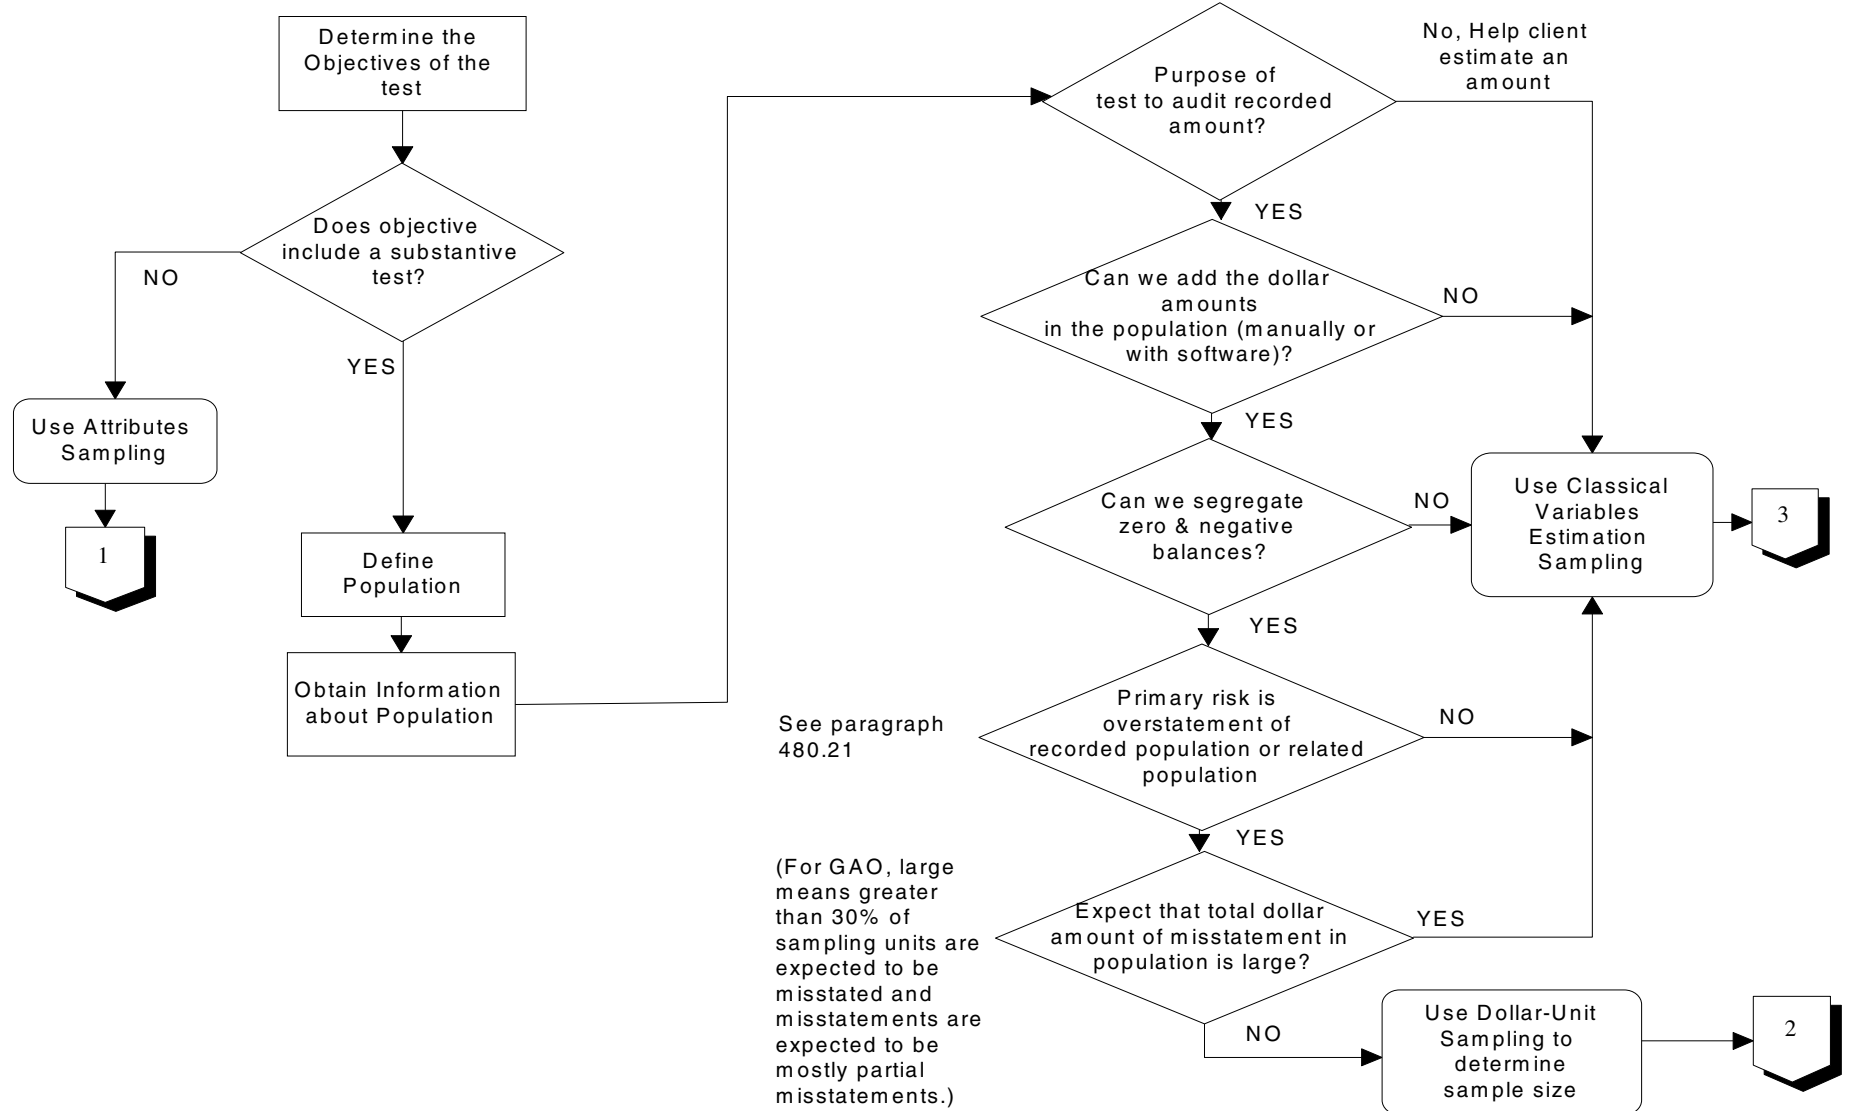 Determine the
Objectives of the
test
Does objective
include a substantive
test?
NO
YES
Use Attributes
Sampling
1
Define
Population
Obtain Information
about Population
Purpose of
test to audit recorded
amount?
No, Help client
estimate an
amount
YES
Can we add the dollar
amounts
in the population (manually or
with software)?
NO
YES
Can we segregate
zero & negative
balances?
NO
Use Classical
Variables
Estimation
Sampling
3
YES
See paragraph
480.21
Primary risk is
overstatement of
recorded population or related
population
NO
YES
(For GAO, large
means greater
than 30% of
sampling units are
expected to be
misstated and
misstatements are
expected to be
mostly partial
misstatements.)
Expect that total dollar
amount of misstatement in
population is large?
YES
NO
Use Dollar-Unit
Sampling to
determine
sample size
2